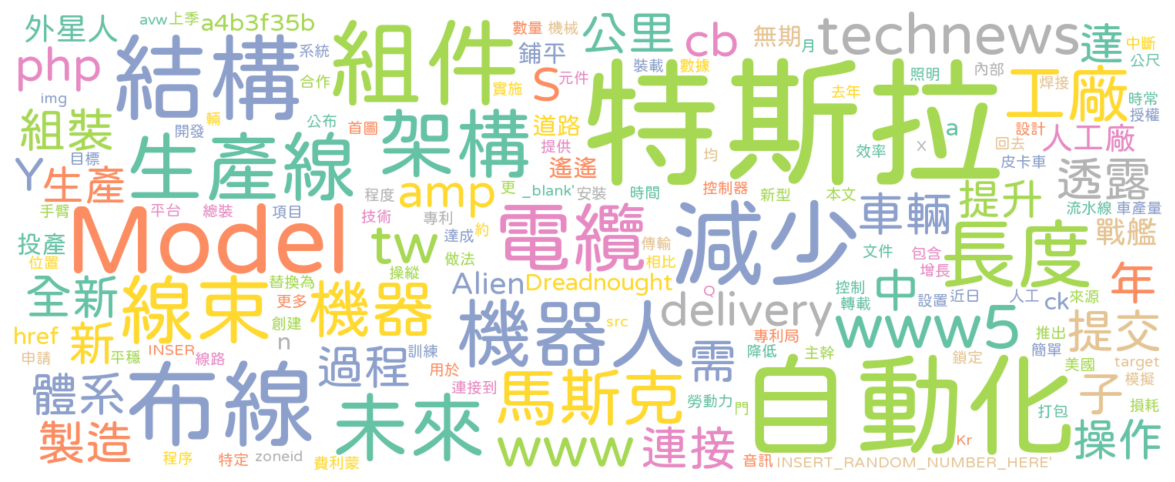 外星人
avw
上季
a4b3f35b
php
img
結構
系統
合作
組件
數量
機械
鋪平
實施
S
元件
公里
裝載
cb
數據
無期
月
technews
達
中斷
公尺
照明
內部
焊接
工廠
時常
授權
組裝
開發
輛
公布
首圖
架構
道路
提供
特斯拉
去年
a
x
設計
回去
人工廠
目標
Y
生產
生產線
遙遙
均
效率
皮卡車
透露
手臂
平台
總裝
項目
程度
amp
更
_blank'
安裝
時間
控制器
新型
本文
車輛
提升
流水線
車產量
投產
位置
Model
技術
專利
約
達成
做法
tw
電纜
傳輸
相比
減少
文件
包含
增長
長度
戰艦
全新
線束
替換為
更多
創建
操縱
機器
Alien
Dreadnought
Q
控制
轉載
中
設置
近日
人工
ck
來源
年
href
申請
新
平穩
INSER
線路
n
過程
訓練
機器人
src
delivery
專利局
降低
主幹
www5
推出
簡單
鎖定
美國
提交
target
模擬
體系
布線
用於
連接到
未來
馬斯克
勞動力
門
需
自動化
子
打包
損耗
製造
程序
特定
zoneid
費利蒙
www
連接
音訊
INSERT_RANDOM_NUMBER_HERE'
Kr
操作